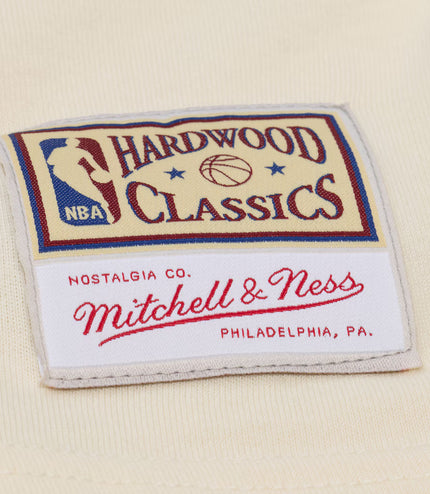 HARDWOOD
CLASSICS
NBA
NOSTALGIA CO.
Mitchell & Ness
PHILADELPHIA, PA.